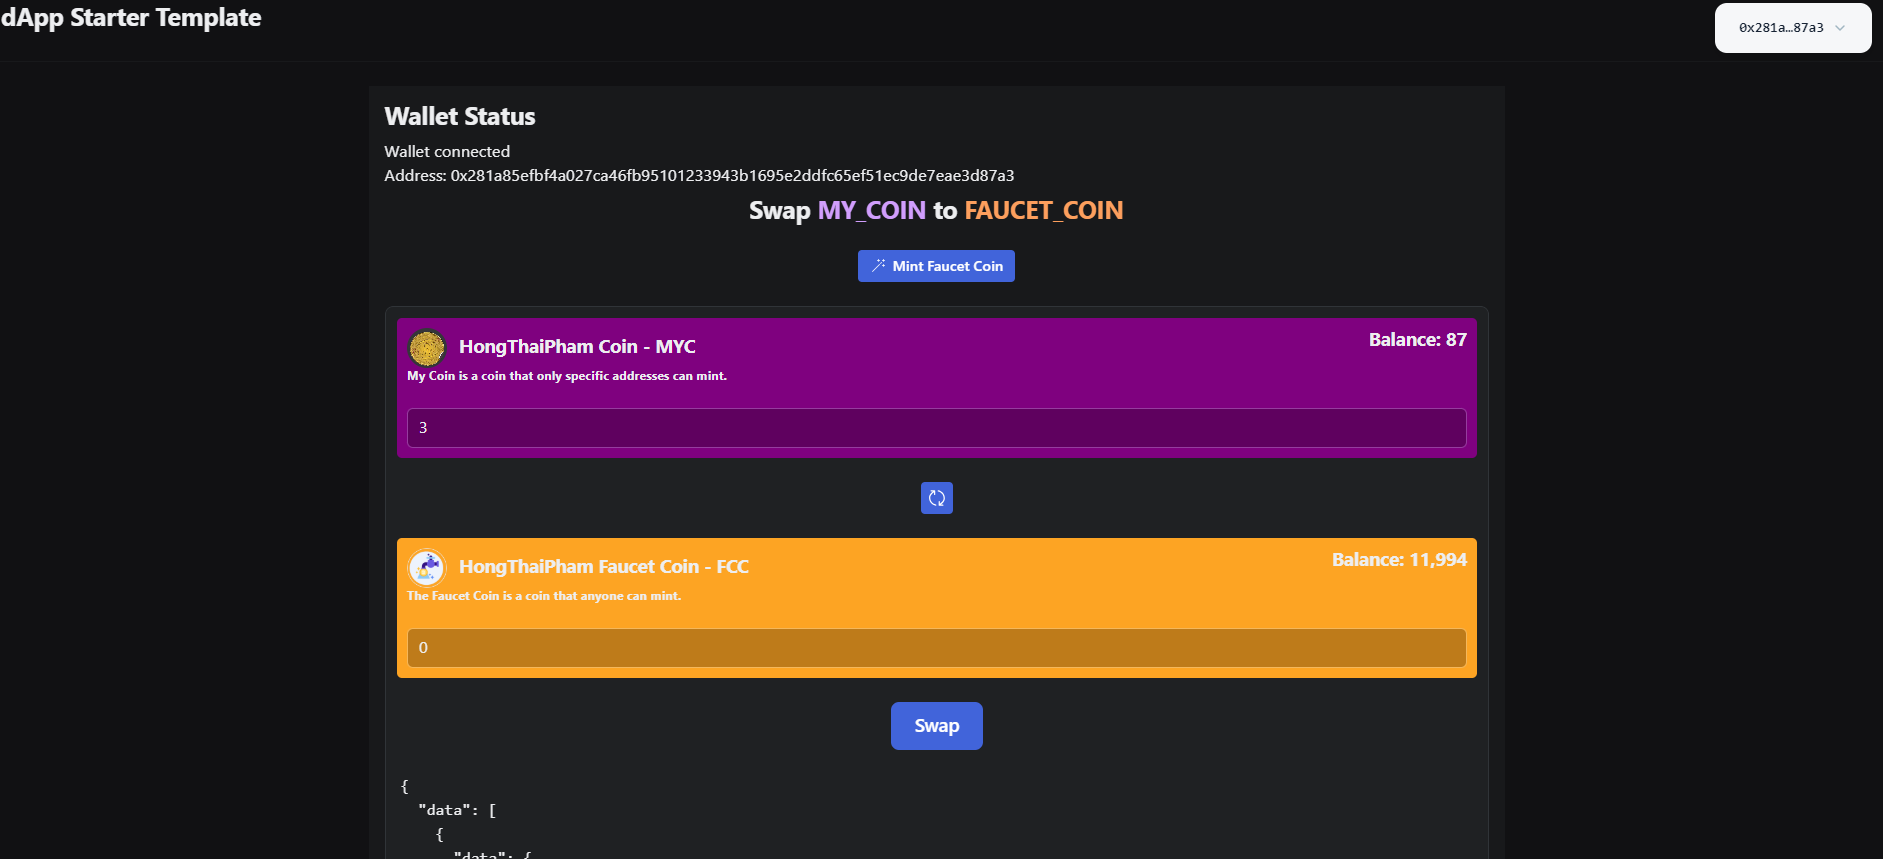 dApp Starter Template
0x281a…87a3
Wallet Status
Wallet connected
Address: 0x281a85efbf4a027ca46fb95101233943b1695e2ddfc65ef51ec9de7eae3d87a3
Swap MY_COIN to FAUCET_COIN
Mint Faucet Coin
HongThaiPham Coin - MYC
Balance: 87
My Coin is a coin that only specific addresses can mint.
3
HongThaiPham Faucet Coin - FCC
Balance: 11,994
The Faucet Coin is a coin that anyone can mint.
0
Swap
{
"data": [
{
"data": {